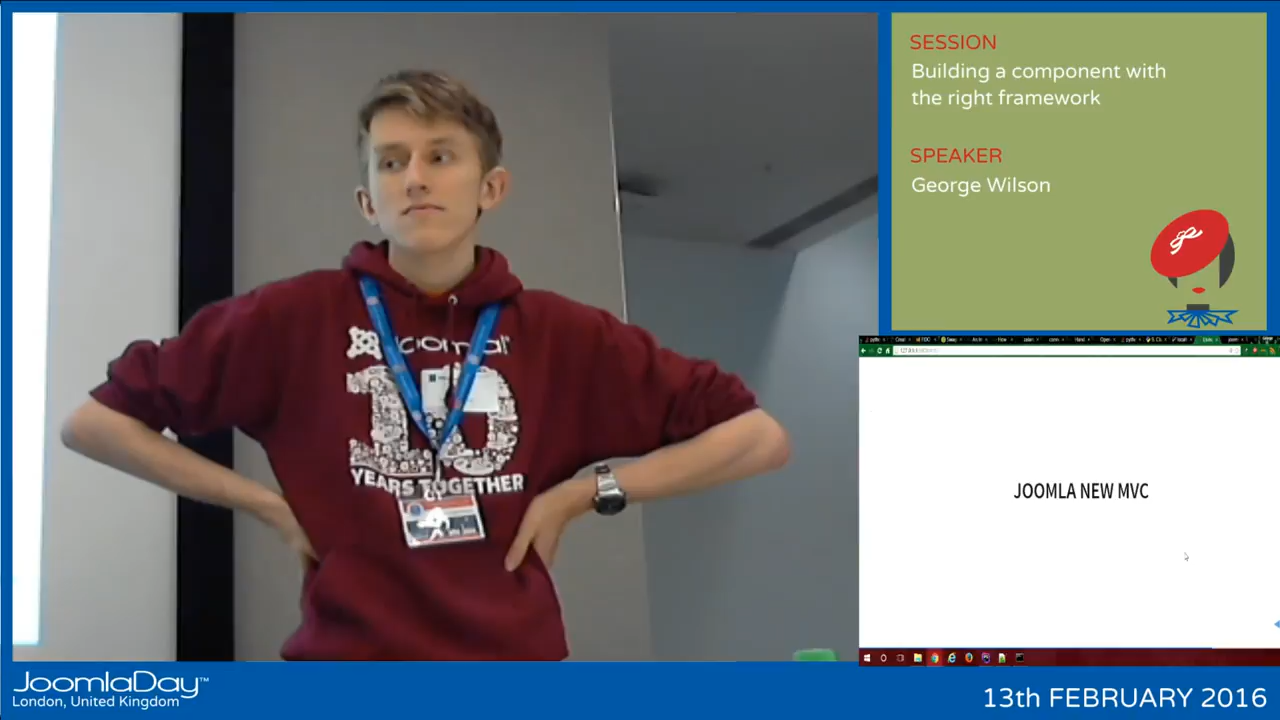 SESSION
Building a component with
the right framework
SPEAKER
George Wilson
Joomla!
10
YEARS TOGETHER
JOOMLA NEW MVC
JoomlaDay™
London, United Kingdom
13th FEBRUARY 2016